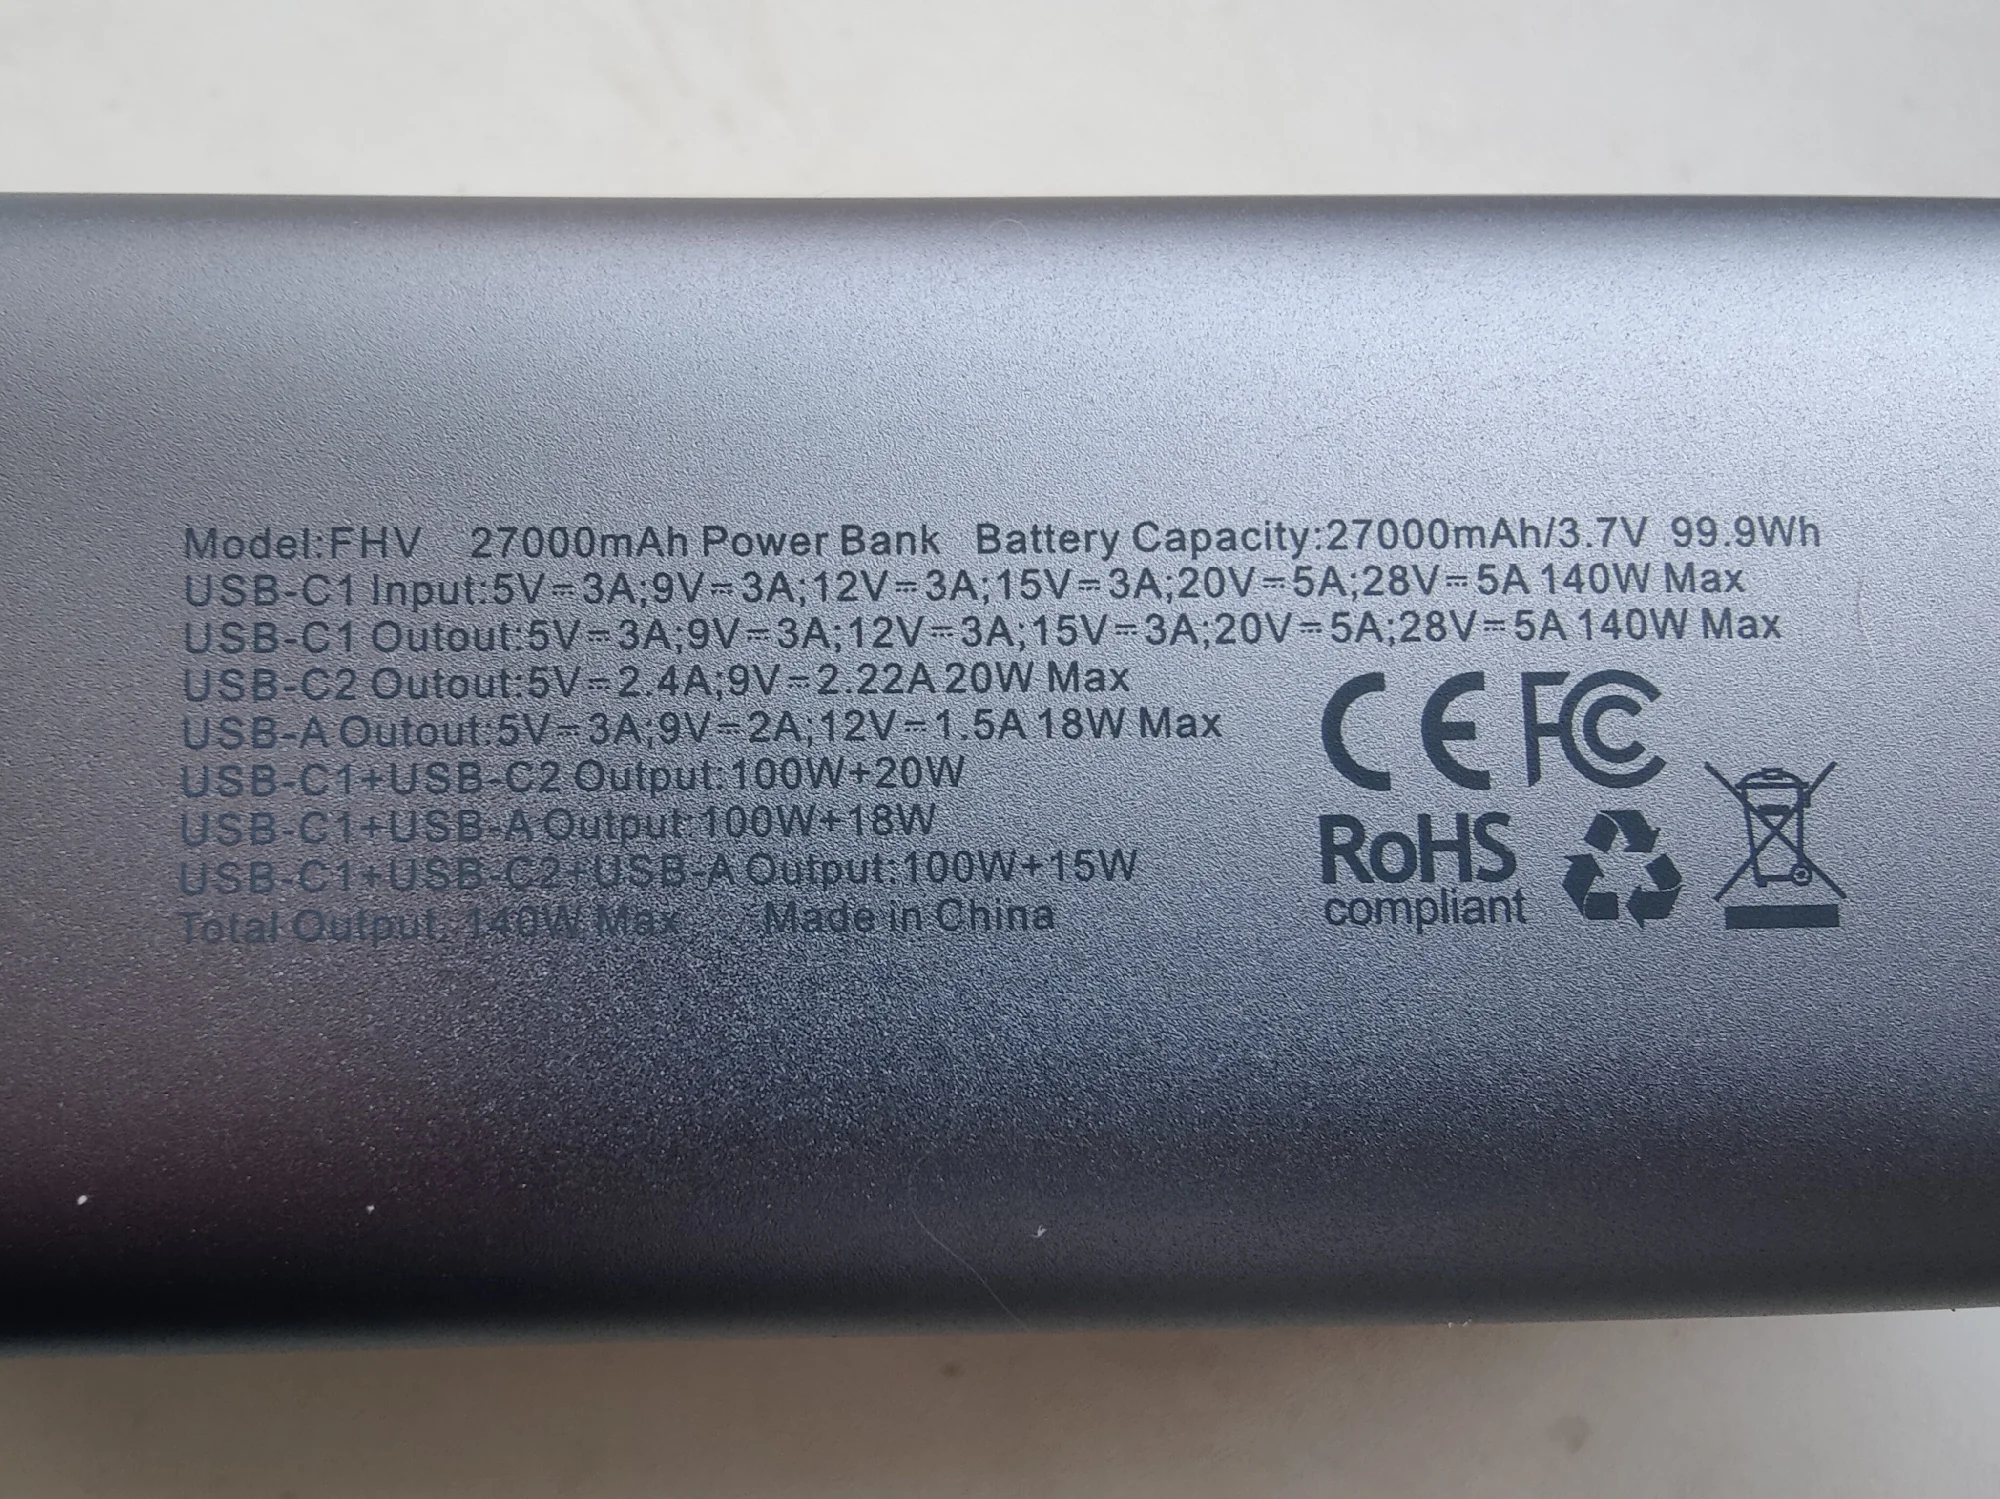 Model:FHV 27000mAh Power Bank Battery Capacity:27000mAh/3.7V 99.9Wh
USB-C1 Input:5V⎓3A;9V⎓3A;12V⎓3A;15V⎓3A;20V⎓5A;28V⎓5A 140W Max
USB-C1 Outout:5V⎓3A;9V⎓3A;12V⎓3A;15V⎓3A;20V⎓5A;28V⎓5A 140W Max
USB-C2 Outout:5V⎓2.4A;9V⎓2.22A 20W Max
USB-A Outout:5V⎓3A;9V⎓2A;12V⎓1.5A 18W Max
USB-C1+USB-C2 Output:100W+20W
USB-C1+USB-A Output:100W+18W
USB-C1+USB-C2+USB-A Output:100W+15W
Total Output: 140W Max Made in China
CE FC
RoHS
compliant